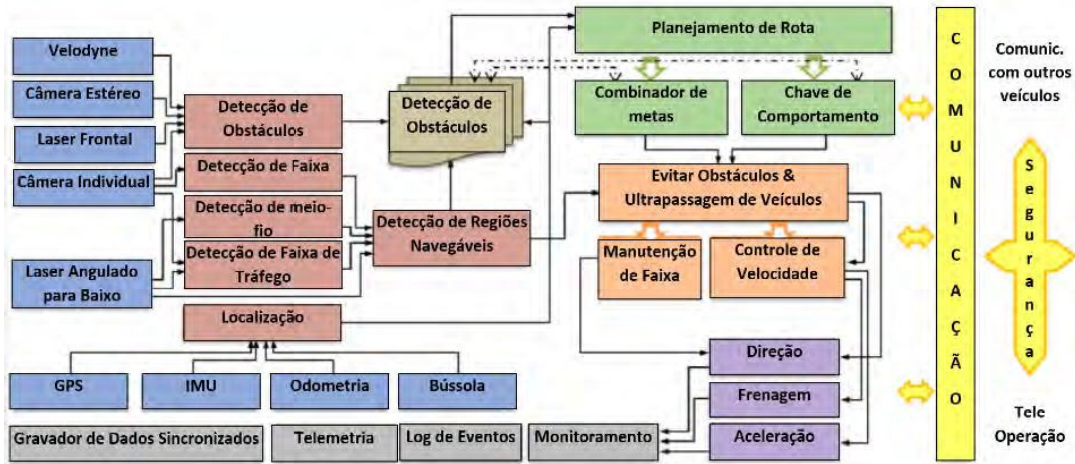 Velodyne
Câmera Estéreo
Laser Frontal
Câmera Individual
Laser Angulado
para Baixo
Detecção de
Obstáculos
Detecção de Faixa
Detecção de meio-
fio
Detecção de Faixa de
Tráfego
Localização
GPS
IMU
Odometria
Bússola
Gravador de Dados Sincronizados
Telemetria
Log de Eventos
Monitoramento
Detecção de
Obstáculos
Detecção de Regiões
Navegáveis
Planejamento de Rota
Combinador de
metas
Chave de
Comportamento
Evitar Obstáculos &
Ultrapassagem de Veículos
Manutenção
de Faixa
Controle de
Velocidade
Direção
Frenagem
Aceleração
COMUNICAÇÃO
Comunic.
com outros
veículos
Segurança
Tele
Operação